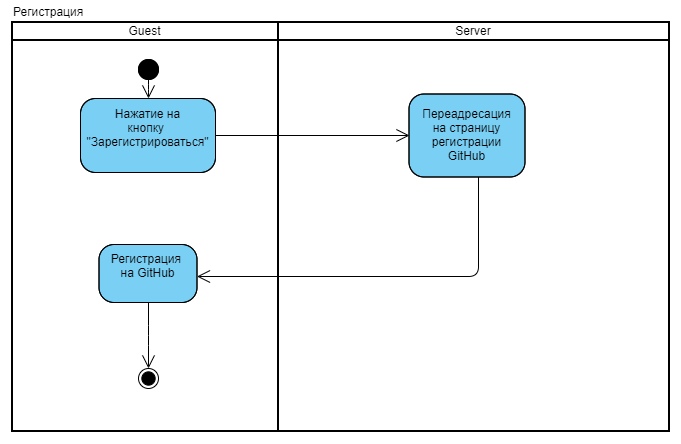 Регистрация
Guest
Server
Нажатие на
кнопку
"Зарегистрироваться"
Переадресация
на страницу
регистрации
GitHub
Регистрация
на GitHub